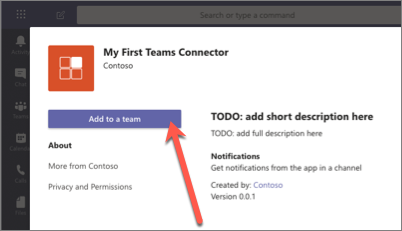 Search or type a command
My First Teams Connector
Contoso
Add to a team
About
More from Contoso
Privacy and Permissions
TODO: add short description here
TODO: add full description here
Notifications
Get notifications from the app in a channel
Created by: Contoso
Version 0.0.1
Chat
Calls